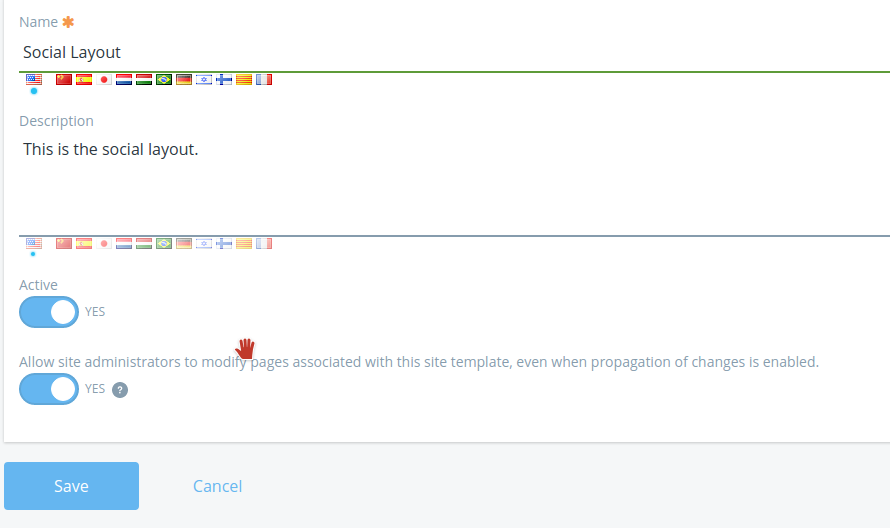 Name
Social Layout
Description
This is the social layout.
Active
YES
Allow site administrators to modify pages associated with this site template, even when propagation of changes is enabled.
YES ?
Save Cancel